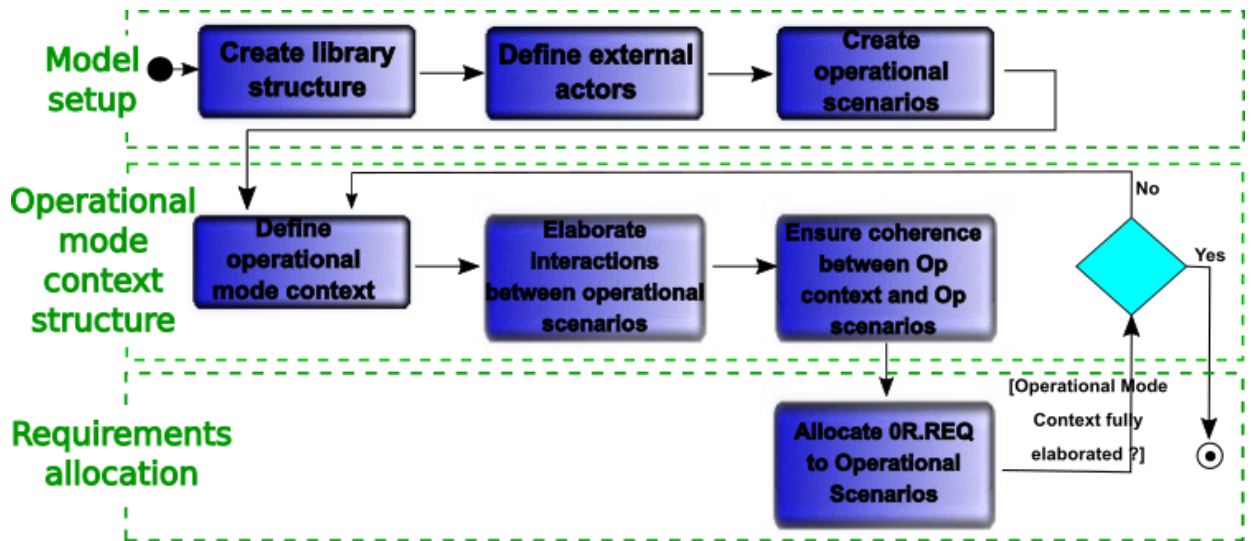 Model
setup
Create library
structure
Define external
actors
Create
operational
scenarios
Operational
mode
context
structure
Define
operational
mode context
Elaborate
interactions
between operational
scenarios
Ensure coherence
between Op
context and Op
scenarios
No
Yes
Requirements
allocation
Allocate 0R.REQ
to Operational
Scenarios
[Operational Mode
Context fully
elaborated ?]